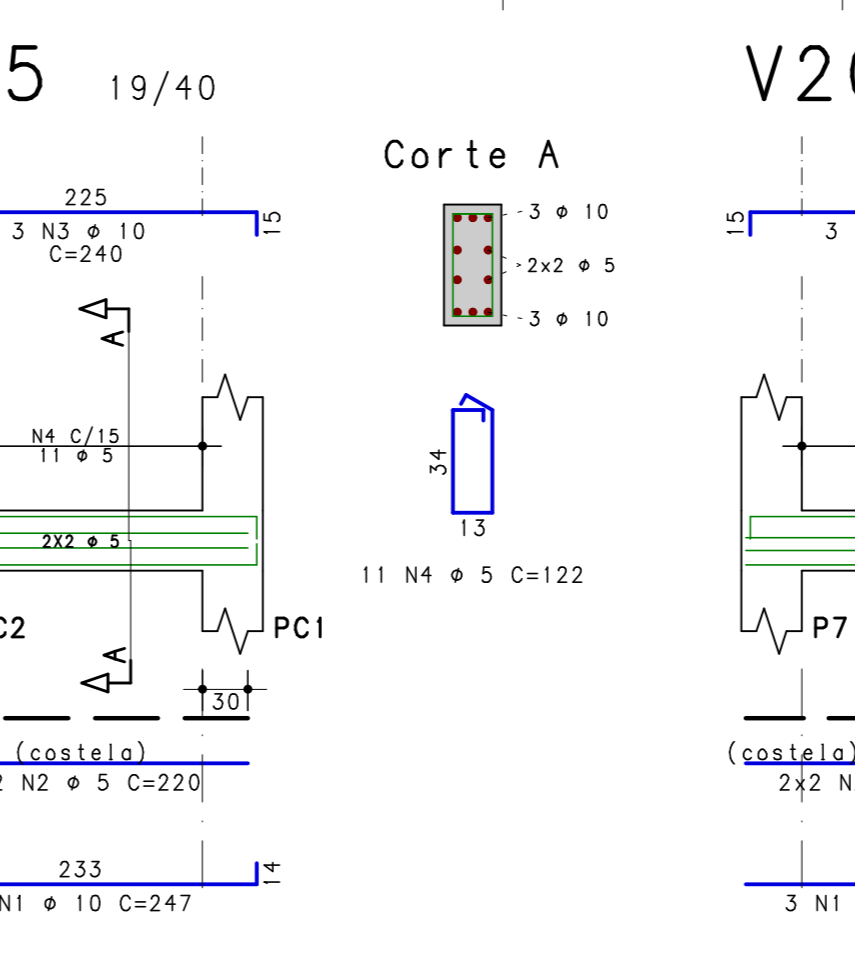 5 19/40
V2
Corte A
225
15
3 N3 ϕ 10
C=240
3 ϕ 10
2x2 ϕ 5
3 ϕ 10
15
3
A
N4 C/15
11 ϕ 5
34
13
2X2 ϕ 5
11 N4 ϕ 5 C=122
C2
A
PC1
P7
30
(costela)
2 N2 ϕ 5 C=220
(costela)
2x2 N
233
14
N1 ϕ 10 C=247
3 N1